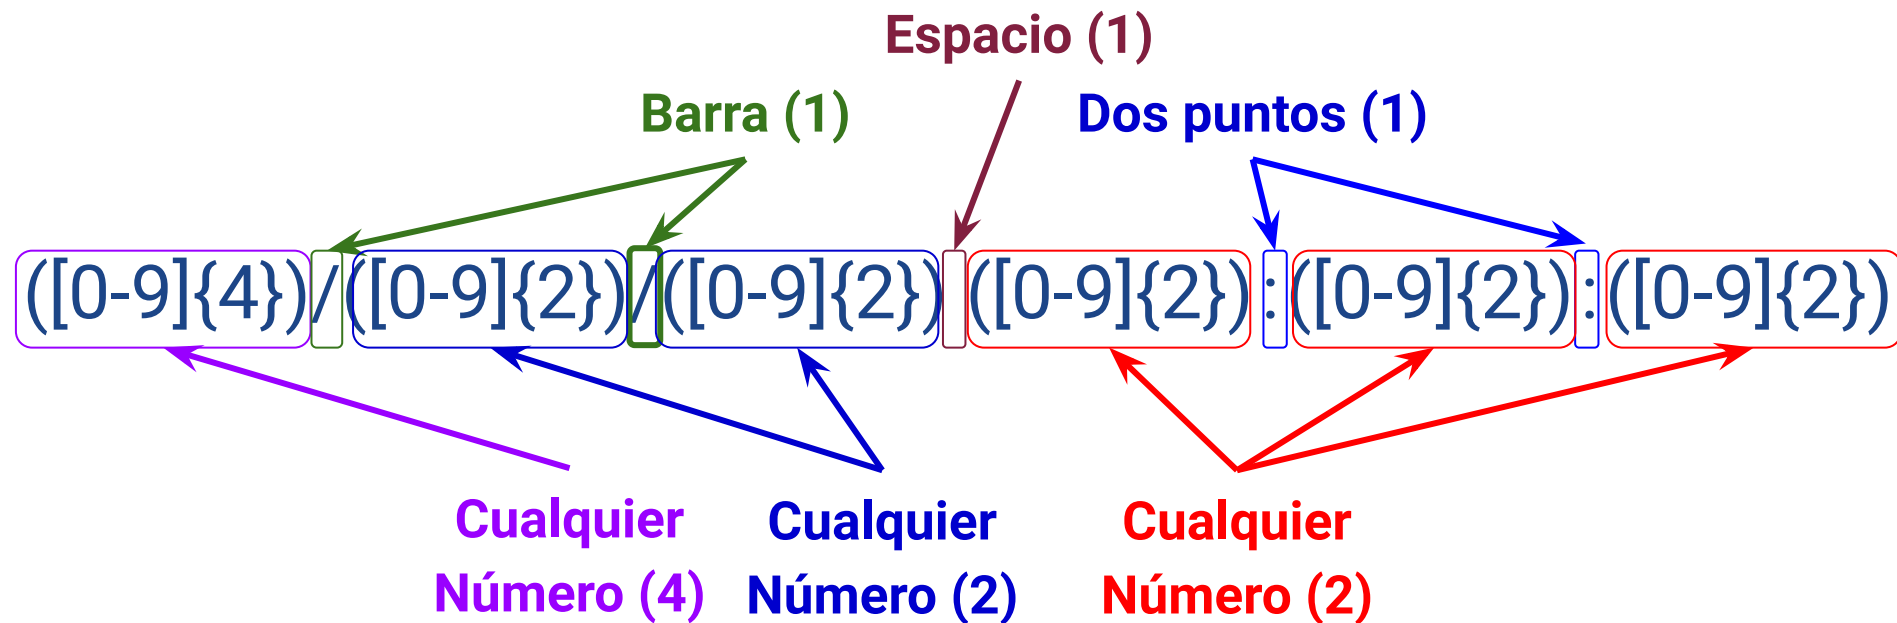 Espacio (1)
Barra (1) Dos puntos (1)
([0-9]{4})/([0-9]{2})/([0-9]{2}) ([0-9]{2}):([0-9]{2}):([0-9]{2})
Cualquier Cualquier Cualquier
Número (4) Número (2) Número (2)